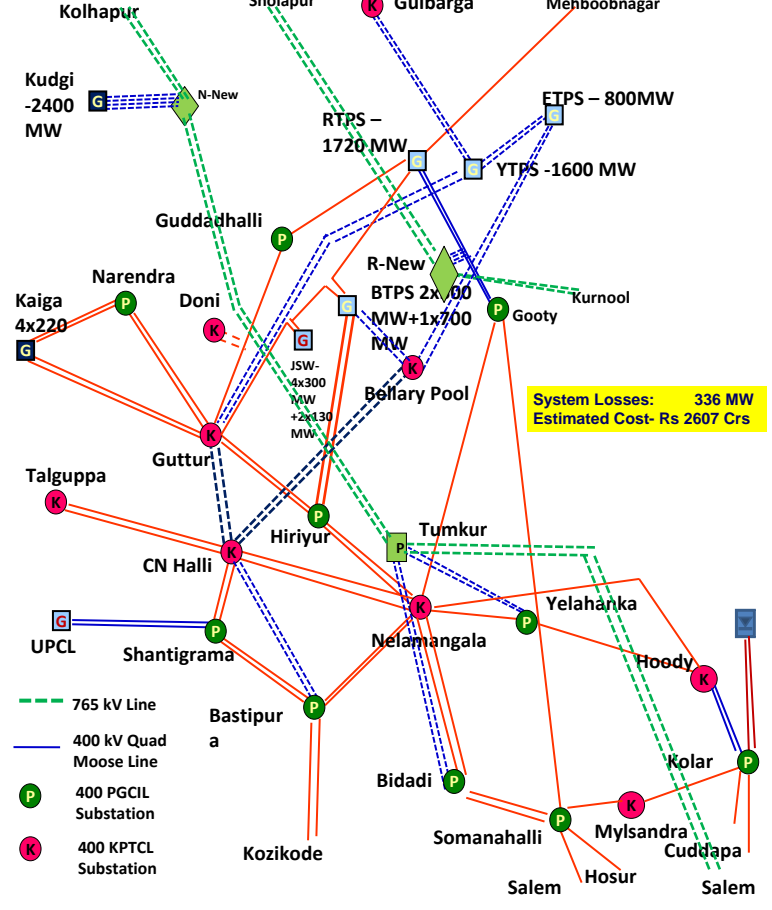 Kolhapur
Sholapur
K
Gulbarga
Mehboobnagar
Kudgi
-2400
MW
G
N-New
RTPS –
1720 MW
G
ETPS – 800MW
G
G
YTPS -1600 MW
Guddadhalli
P
R-New
Narendra
P
Doni
K
Kaiga
4x220
G
G
BTPS 2x500
MW+1x700
MW
Kurnool
P
Gooty
G
JSW-
4x300
MW
+2x130
MW
K
Bellary Pool
System Losses: 336 MW
Estimated Cost- Rs 2607 Crs
K
Guttur
Talguppa
K
P
Hiriyur
Tumkur
P
K
CN Halli
Yelahanka
P
K
Nelamangala
G
UPCL
P
Shantigrama
Hoody
K
765 kV Line
400 kV Quad
Moose Line
P
400 PGCIL
Substation
K
400 KPTCL
Substation
Bastipur
a
P
Bidadi
P
Kolar
P
Somanahalli
P
K
Mylsandra
Cuddapa
Kozikode
Salem
Hosur
Salem